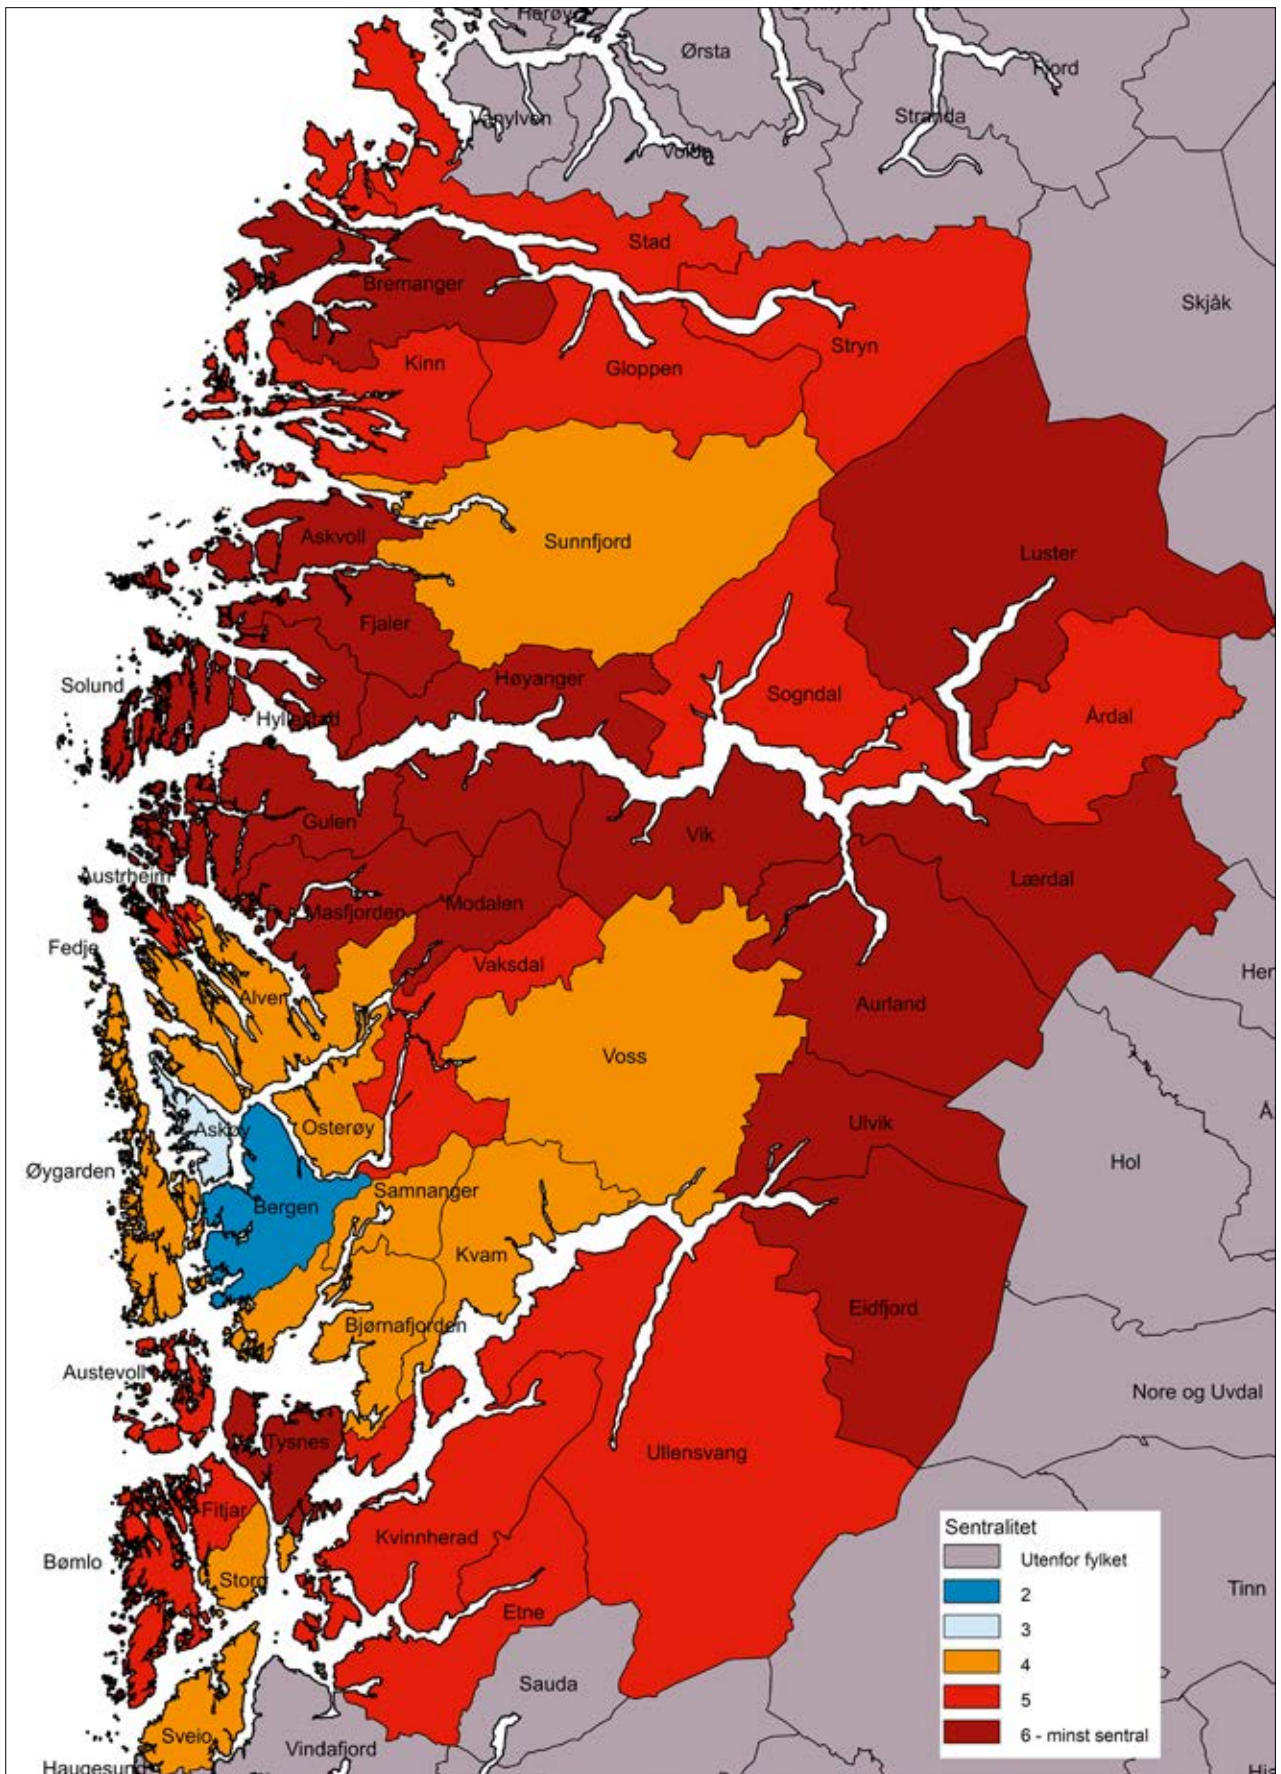 Herøy
Ørsta
Fjord
Vanylven
Stranda
Volda
Stad
Bremanger
Skjåk
Kinn
Gloppen
Stryn
Askvoll
Sunnfjord
Luster
Fjaler
Solund
Høyanger
Sogndal
Årdal
Hyllestad
Gulen
Vik
Austrheim
Lærdal
Masfjorden
Modalen
Fedje
Vaksdal
Alver
Aurland
Voss
Askøy
Osterøy
Ulvik
Øygarden
Hol
Samnanger
Bergen
Kvam
Eidfjord
Bjørnafjorden
Austevoll
Nore og Uvdal
Tysnes
Ullensvang
Fitjar
Kvinnherad
Bømlo
Stord
Etne
Tinn
Sauda
Sveio
Vindafjord
Haugesund
Sentralitet
Utenfor fylket
2
3
4
5
6 - minst sentral